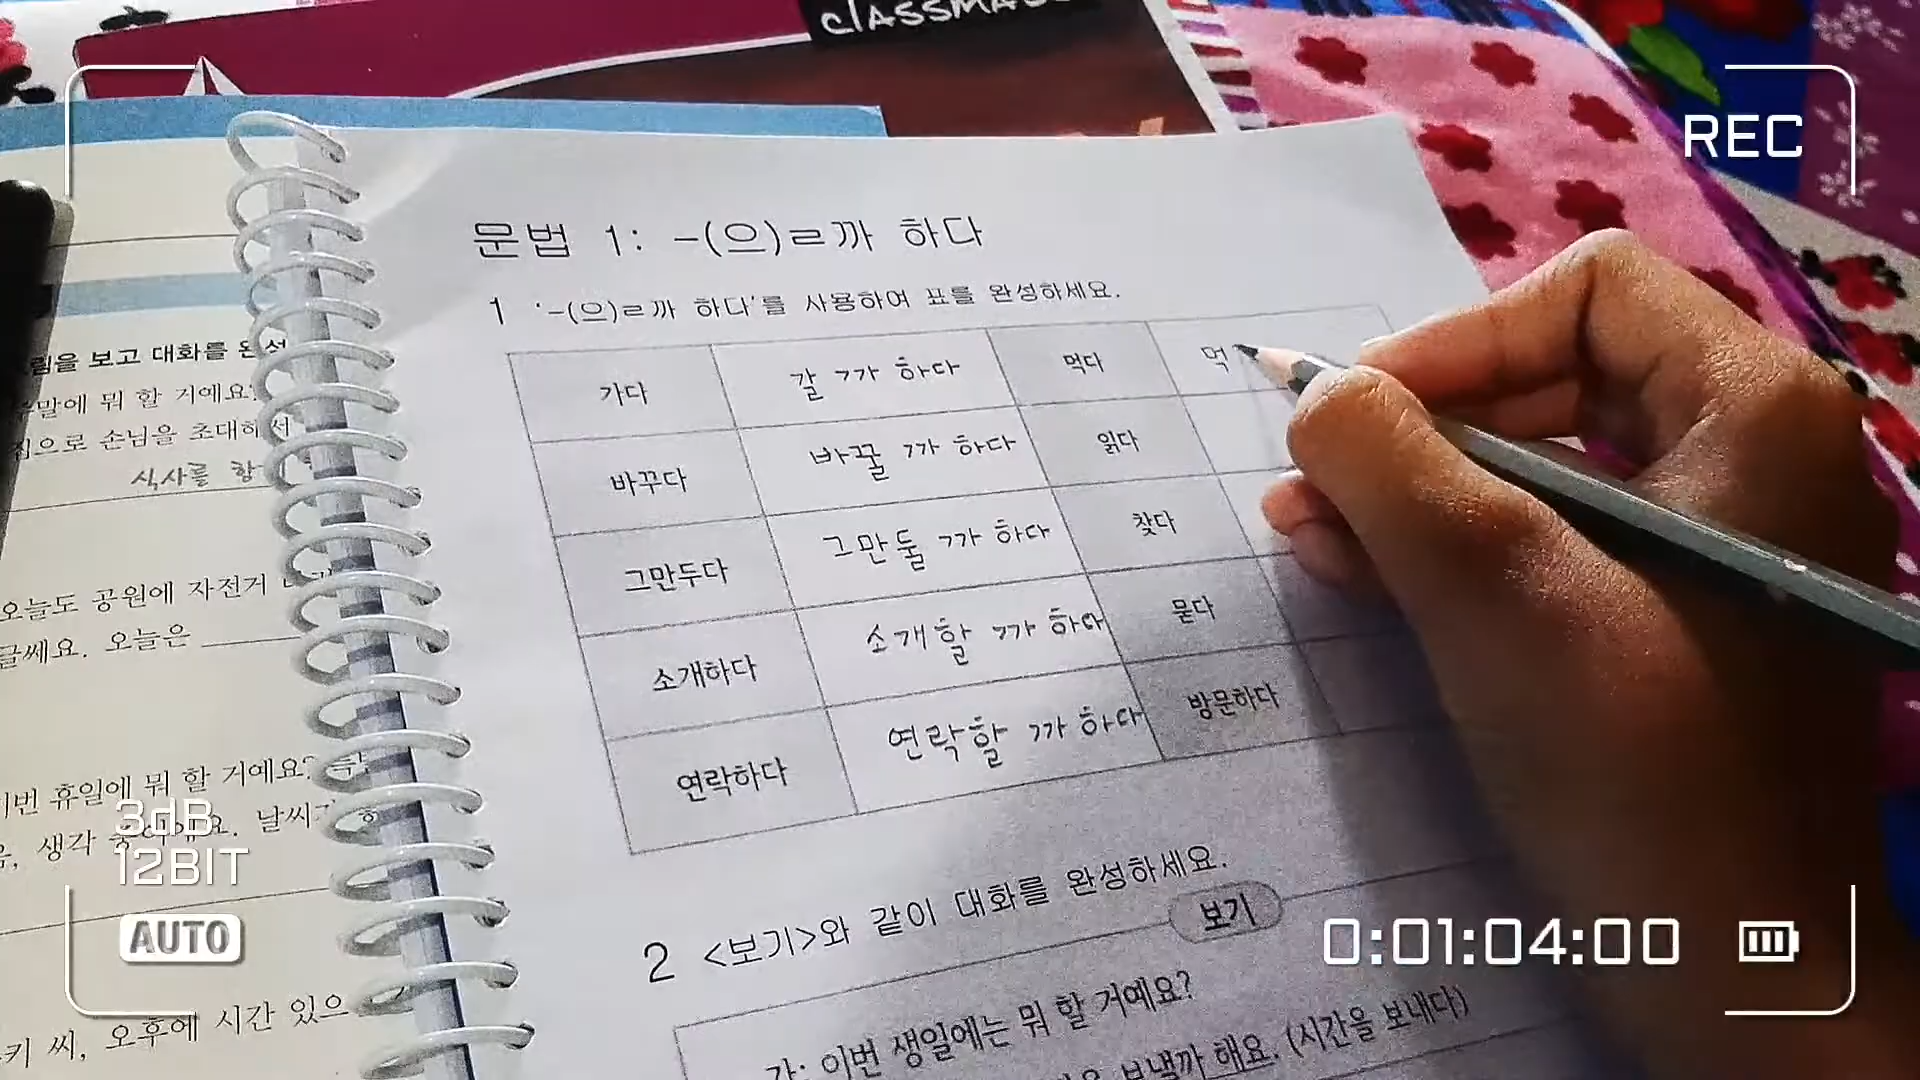 CLASSMA
REC
문법 1: -(으)ㄹ까 하다
1 '-(으)ㄹ까 하다'를 사용하여 표를 완성하세요.
가다 갈 까 하다 먹다 먹
바꾸다 바꿀 까 하다 읽다
그만두다 그만둘 까 하다 찾다
소개하다 소개할 까 하다 묻다
연락하다 연락할 까 하다 방문하다
2 <보기>와 같이 대화를 완성하세요.
보기
가: 이번 생일에는 뭐 할 거예요?
보낼까 해요. (시간을 보내다)
림을 보고 대화를 완성
말에 뭐 할 거예요?
집으로 손님을 초대해서
식사를
오늘도 공원에 자전거
글쎄요. 오늘은
이번 휴일에 뭐 할 거예요?
생각 중이에요. 날씨가
키 씨, 오후에 시간 있으
3dB
12BIT
AUTO
0:01:04:00